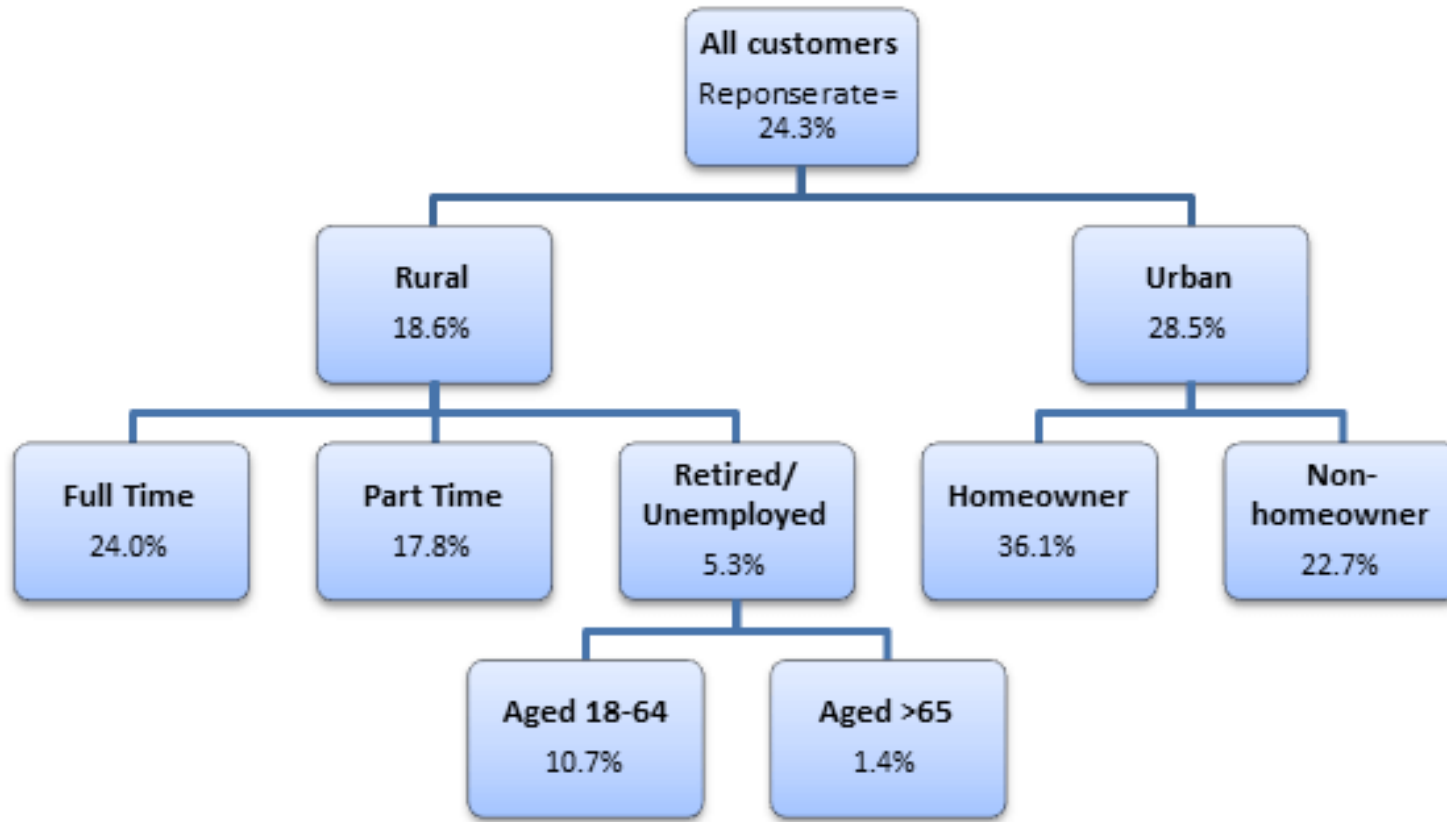 All customers
Reponserate=
24.3%
Rural
18.6%
Urban
28.5%
Full Time
24.0%
Part Time
17.8%
Retired/
Unemployed
5.3%
Homeowner
36.1%
Non-
homeowner
22.7%
Aged 18-64
10.7%
Aged >65
1.4%